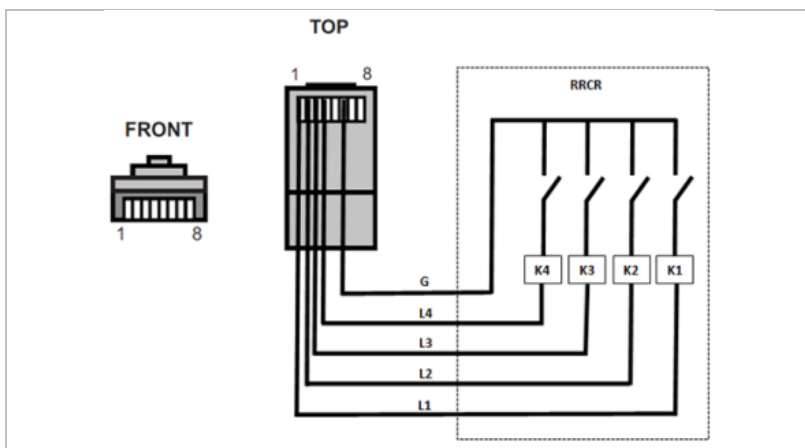 TOP
1 8
RRCR
FRONT
1 8
K4 K3 K2 K1
G
L4
L3
L2
L1